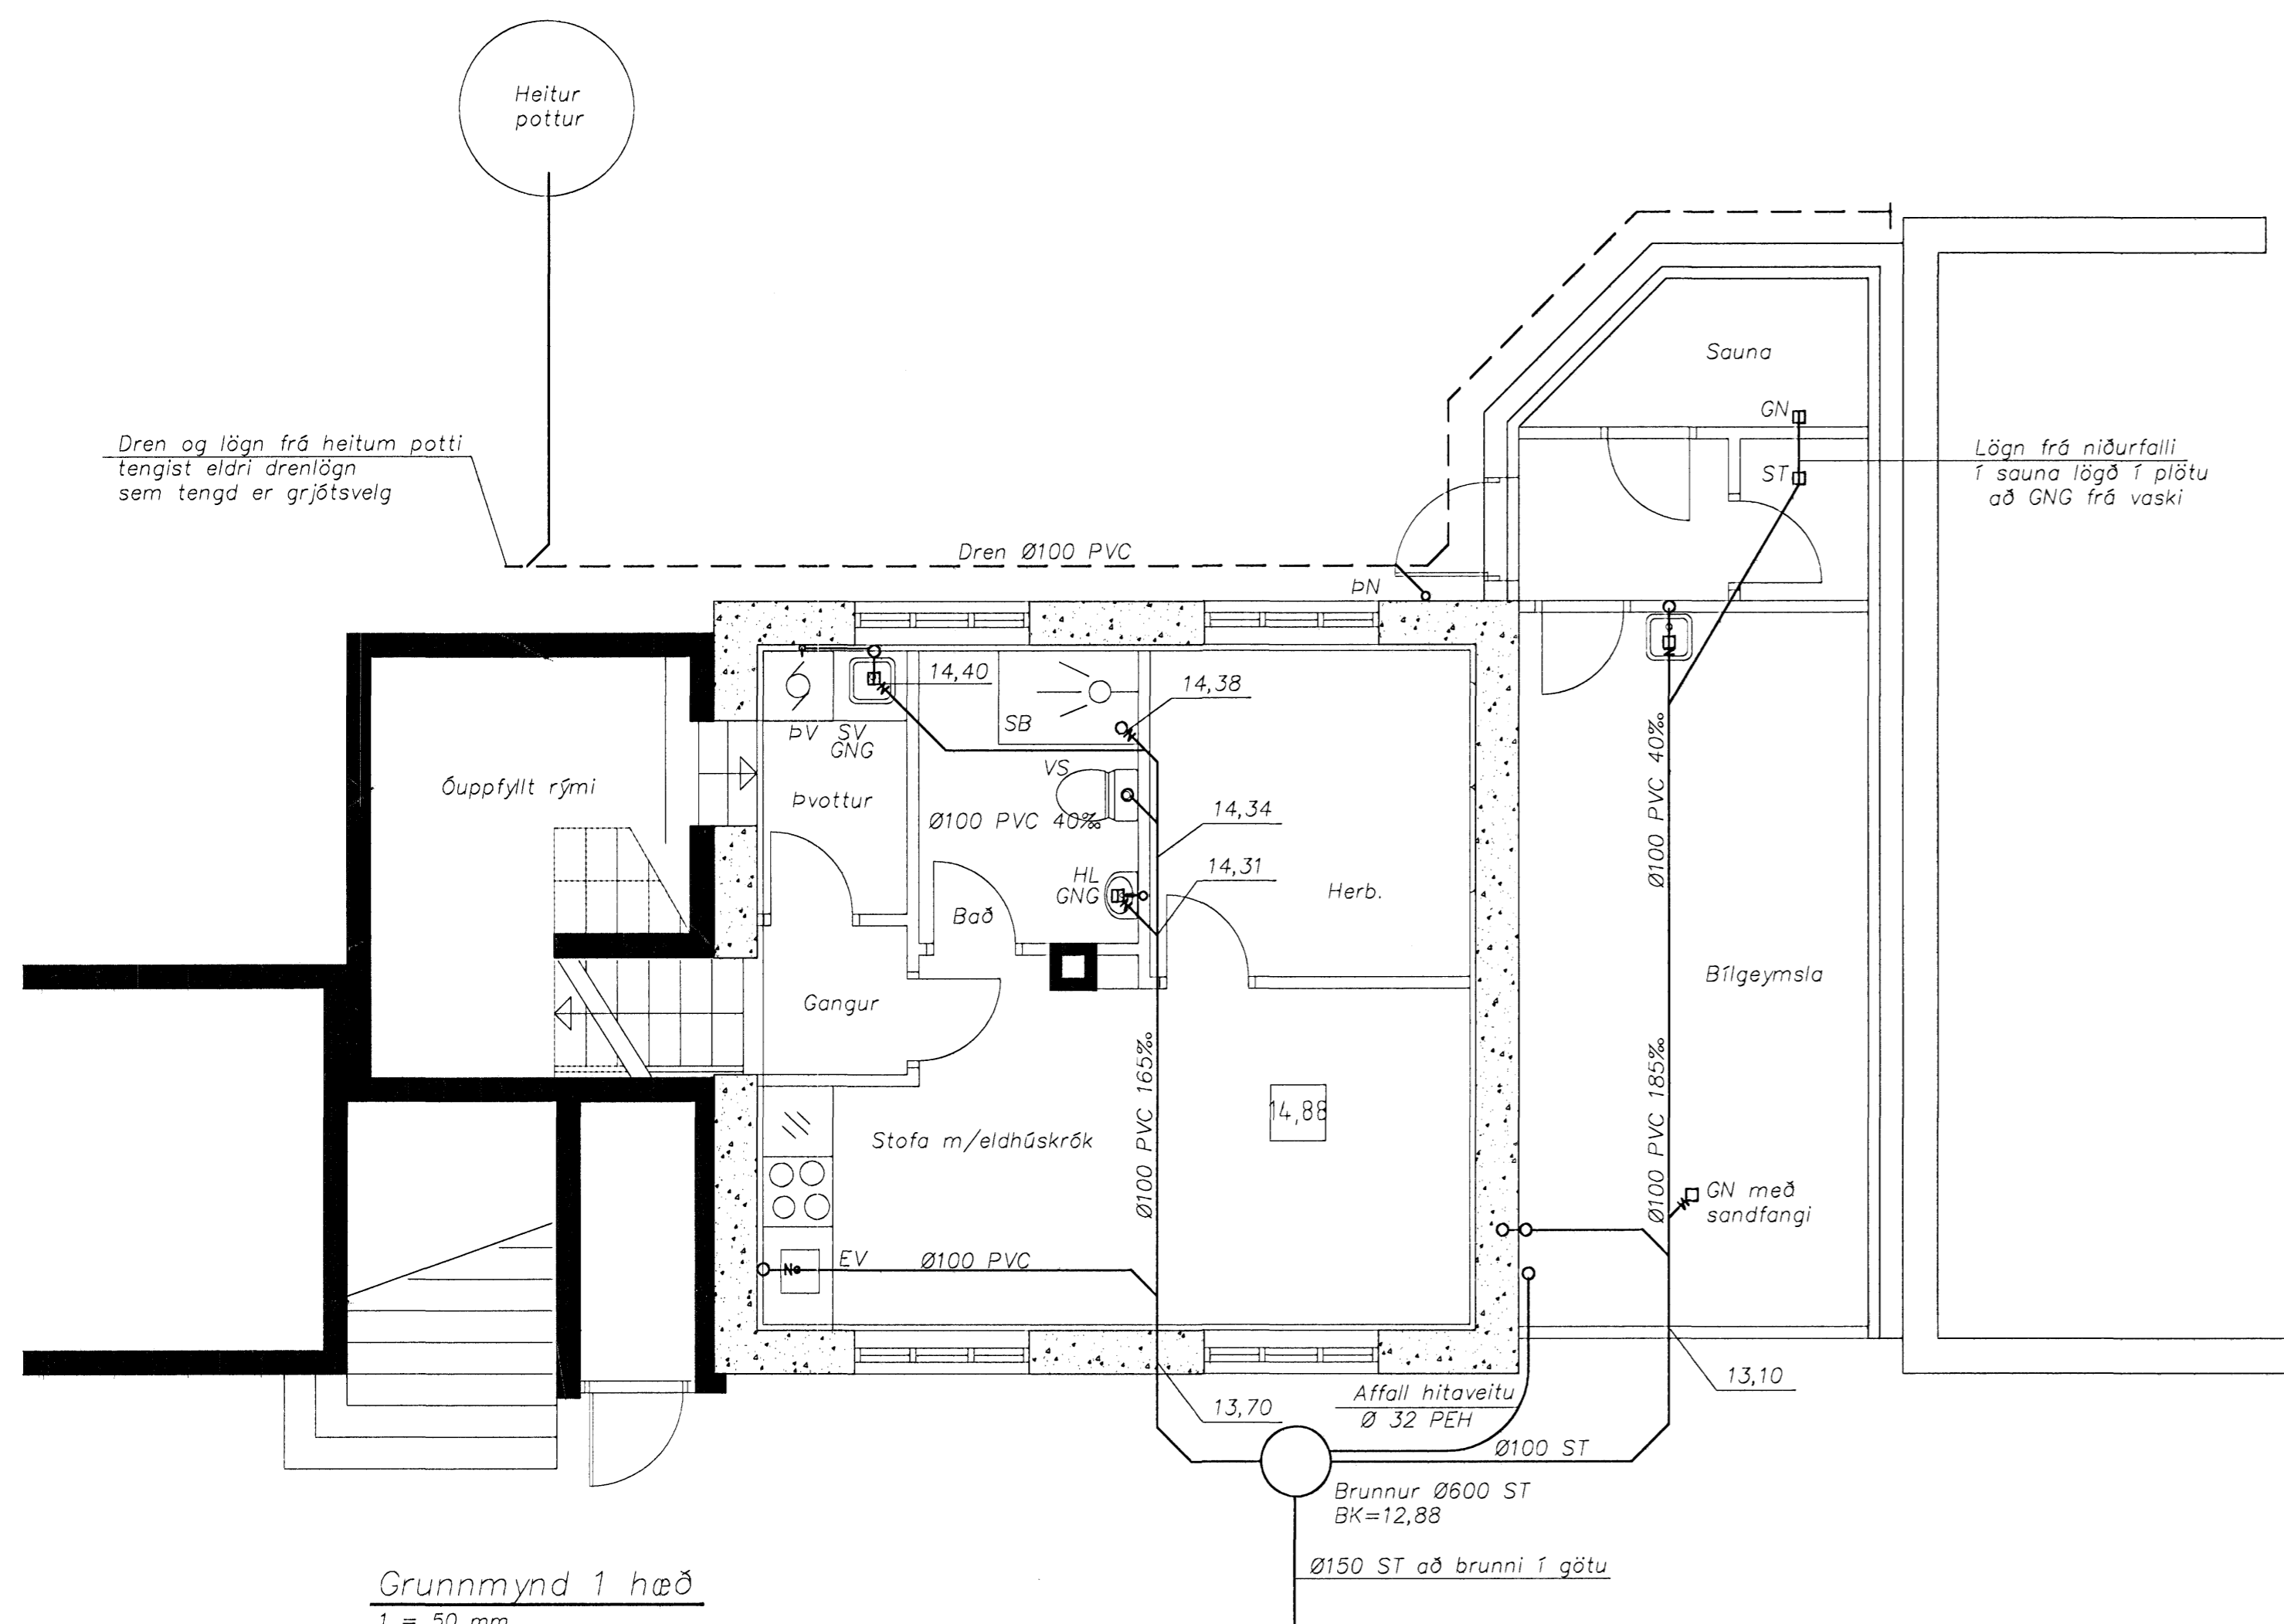 Heitur
pottur
Dren og lögn frá heitum potti
tengist eldri drenlögn
sem tengd er grjótsvelg
Sauna
GN
ST
Lögn frá niðurfalli
í sauna lögð í plötu
að GNG frá vaski
Dren Ø100 PVC
ÞN
14,40
14,38
SB
ÞV SV
GNG
VS
Óuppfyllt rými
Þvottur
Ø100 PVC 40‰
14,34
14,31
HL
GNG
Bað
Herb.
Ø100 PVC 40‰
Bílgeymsla
Gangur
Ø100 PVC 165‰
Ø100 PVC 185‰
14,88
Stofa m/eldhúskrók
GN með
sandfangi
EV
Ø100 PVC
13,10
13,70
Affall hitaveitu
Ø 32 PEH
Ø100 ST
Brunnur Ø600 ST
BK=12,88
Ø150 ST að brunni í götu
Grunnmynd 1 hæð
1 = 50 mm